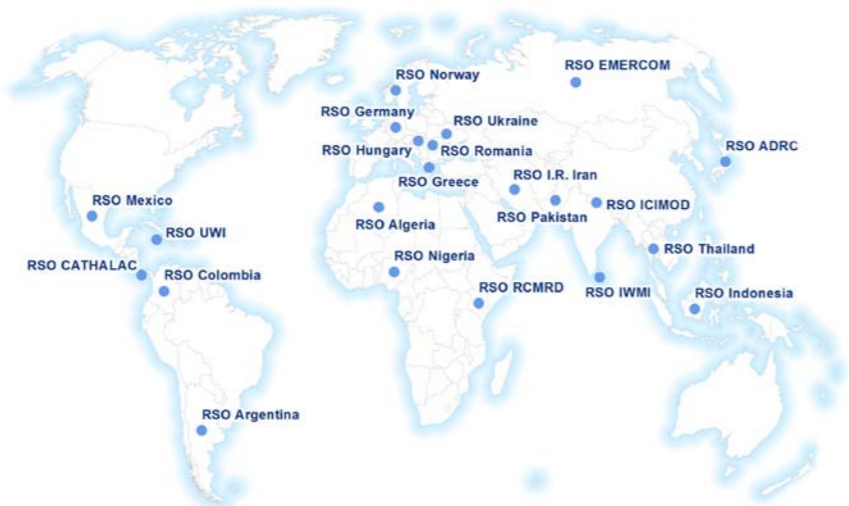 RSO EMERCOM
RSO Norway
RSO Germany
RSO Ukraine
RSO Hungary
RSO Romania
RSO ADRC
RSO Greece
RSO I.R. Iran
RSO Mexico
RSO ICIMOD
RSO Pakistan
RSO Algeria
RSO UWI
RSO Thailand
RSO Nigeria
RSO CATHALAC
RSO Colombia
RSO RCMRD
RSO IWMI
RSO Indonesia
RSO Argentina